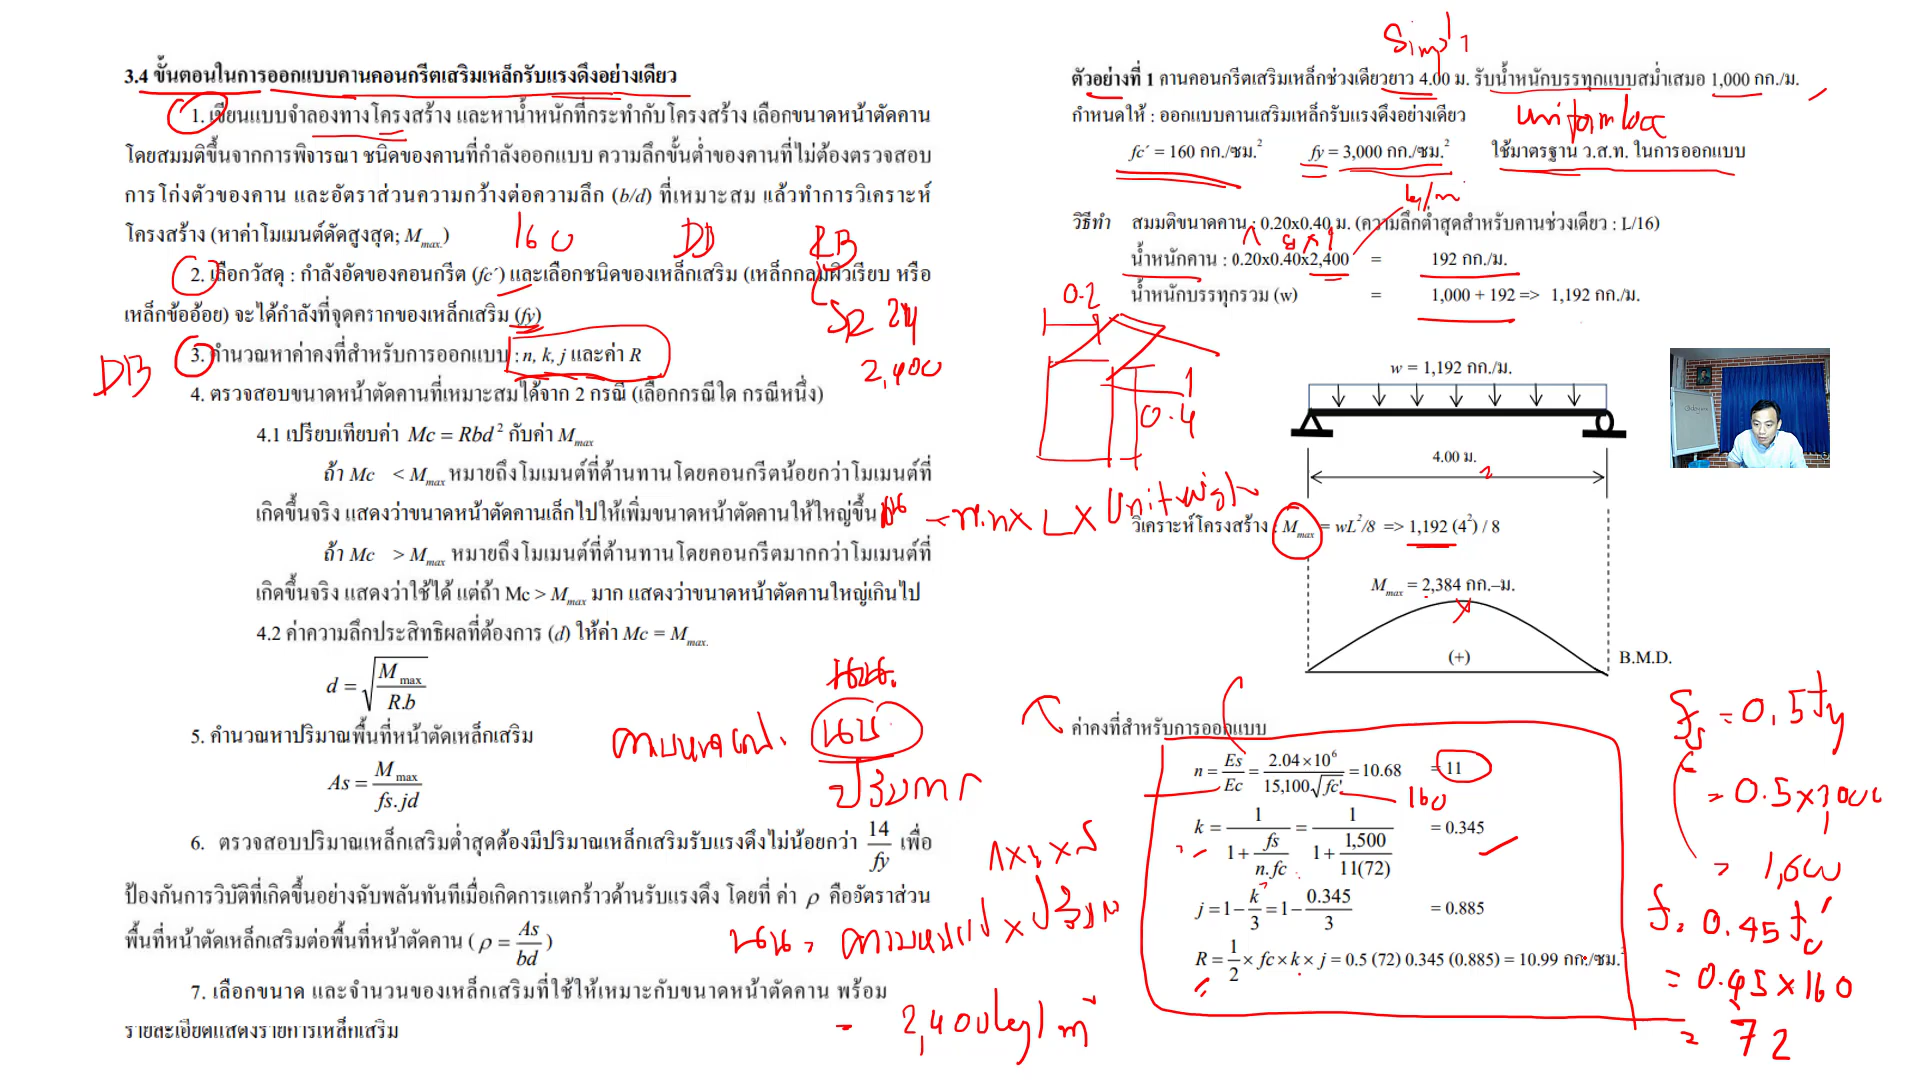 3.4 ขั้นตอนในการออกแบบคานคอนกรีตเสริมเหล็กรับแรงดึงอย่างเดียว
1. เขียนแบบจำลองทางโครงสร้าง และหาน้ำหนักที่กระทำกับโครงสร้าง เลือกขนาดหน้าตัดคาน
โดยสมมติขึ้นจากการพิจารณา ชนิดของคานที่กำลังออกแบบ ความลึกขั้นต่ำของคานที่ไม่ต้องตรวจสอบ
การโก่งตัวของคาน และอัตราส่วนความกว้างต่อความลึก (b/d) ที่เหมาะสม แล้วทำการวิเคราะห์
โครงสร้าง (หาค่าโมเมนต์ดัดสูงสุด; Mmax.)
160 DD RB
2. เลือกวัสดุ : กำลังอัดของคอนกรีต (fc´) และเลือกชนิดของเหล็กเสริม (เหล็กกลมผิวเรียบ หรือ
เหล็กข้ออ้อย) จะได้กำลังที่จุดครากของเหล็กเสริม (fy)
SR 24
2,400
DB
3. คำนวณหาค่าคงที่สำหรับการออกแบบ : n, k, j และค่า R
4. ตรวจสอบขนาดหน้าตัดคานที่เหมาะสมได้จาก 2 กรณี (เลือกกรณีใด กรณีหนึ่ง)
4.1 เปรียบเทียบค่า Mc = Rbd² กับค่า Mmax
ถ้า Mc < Mmax หมายถึงโมเมนต์ที่ต้านทานโดยคอนกรีตน้อยกว่าโมเมนต์ที่
เกิดขึ้นจริง แสดงว่าขนาดหน้าตัดคานเล็กไปให้เพิ่มขนาดหน้าตัดคานให้ใหญ่ขึ้น
ถ้า Mc > Mmax หมายถึงโมเมนต์ที่ต้านทานโดยคอนกรีตมากกว่าโมเมนต์ที่
เกิดขึ้นจริง แสดงว่าใช้ได้ แต่ถ้า Mc > Mmax มาก แสดงว่าขนาดหน้าตัดคานใหญ่เกินไป
4.2 ค่าความลึกประสิทธิผลที่ต้องการ (d) ให้ค่า Mc = Mmax.
d = √(Mmax / R.b)
5. คำนวณหาปริมาณพื้นที่หน้าตัดเหล็กเสริม
As = Mmax / fs.jd
6. ตรวจสอบปริมาณเหล็กเสริมต่ำสุดต้องมีปริมาณเหล็กเสริมรับแรงดึงไม่น้อยกว่า 14/fy เพื่อ
ป้องกันการวิบัติที่เกิดขึ้นอย่างฉับพลันทันทีเมื่อเกิดการแตกร้าวด้านรับแรงดึง โดยที่ ค่า ρ คืออัตราส่วน
พื้นที่หน้าตัดเหล็กเสริมต่อพื้นที่หน้าตัดคาน ( ρ = As/bd )
7. เลือกขนาด และจำนวนของเหล็กเสริมที่ใช้ให้เหมาะกับขนาดหน้าตัดคาน พร้อม
รายละเอียดแสดงรายการเหล็กเสริม
= 2,400 kg/m
ตัวอย่างที่ 1 คานคอนกรีตเสริมเหล็กช่วงเดียวยาว 4.00 ม. รับน้ำหนักบรรทุกแบบสม่ำเสมอ 1,000 กก./ม.
กำหนดให้ : ออกแบบคานเสริมเหล็กรับแรงดึงอย่างเดียว
fc´ = 160 กก./ซม.² fy = 3,000 กก./ซม.² ใช้มาตรฐาน ว.ส.ท. ในการออกแบบ
kg/m
วิธีทำ สมมติขนาดคาน : 0.20x0.40 ม. (ความลึกต่ำสุดสำหรับคานช่วงเดียว : L/16)
น้ำหนักคาน : 0.20x0.40x2,400 = 192 กก./ม.
น้ำหนักบรรทุกรวม (w) = 1,000 + 192 => 1,192 กก./ม.
0.2
0.4
w = 1,192 กก./ม.
4.00 ม.
วิเคราะห์โครงสร้าง : Mmax = wL²/8 => 1,192 (4²) / 8
Mmax = 2,384 กก.–ม.
(+) B.M.D.
ค่าคงที่สำหรับการออกแบบ
n = Es/Ec = 2.04×10⁶ / 15,100√fc' = 10.68 = 11
160
k = 1 / (1 + fs/n.fc) = 1 / (1 + 1,500/11(72)) = 0.345
j = 1 − k/3 = 1 − 0.345/3 = 0.885
R = 1/2 × fc × k × j = 0.5 (72) 0.345 (0.885) = 10.99 กก./ซม.²
fs = 0.5 fy
= 0.5 x 3000
0.45 fc'
= 0.45 x 160
= 72